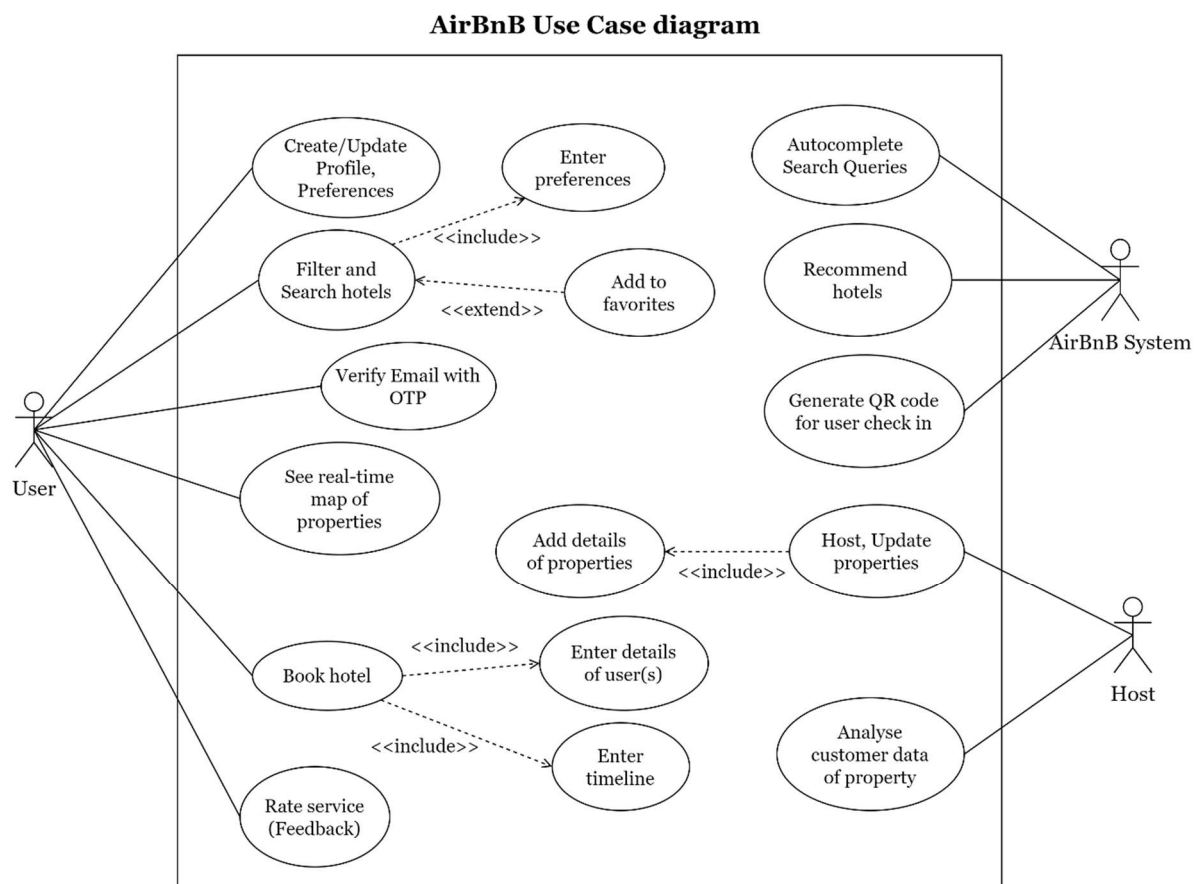 AirBnB Use Case diagram
Create/Update
Profile,
Preferences
Enter
preferences
Autocomplete
Search Queries
<<include>>
Filter and
Search hotels
Add to
favorites
<<extend>>
Recommend
hotels
AirBnB System
Verify Email with
OTP
Generate QR code
for user check in
User
See real-time
map of
properties
Add details
of properties
<<include>>
Host, Update
properties
<<include>>
Book hotel
Enter details
of user(s)
Host
<<include>>
Enter
timeline
Analyse
customer data
of property
Rate service
(Feedback)